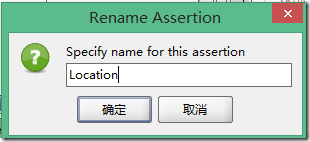 Rename Assertion
Specify name for this assertion
Location
确定 取消